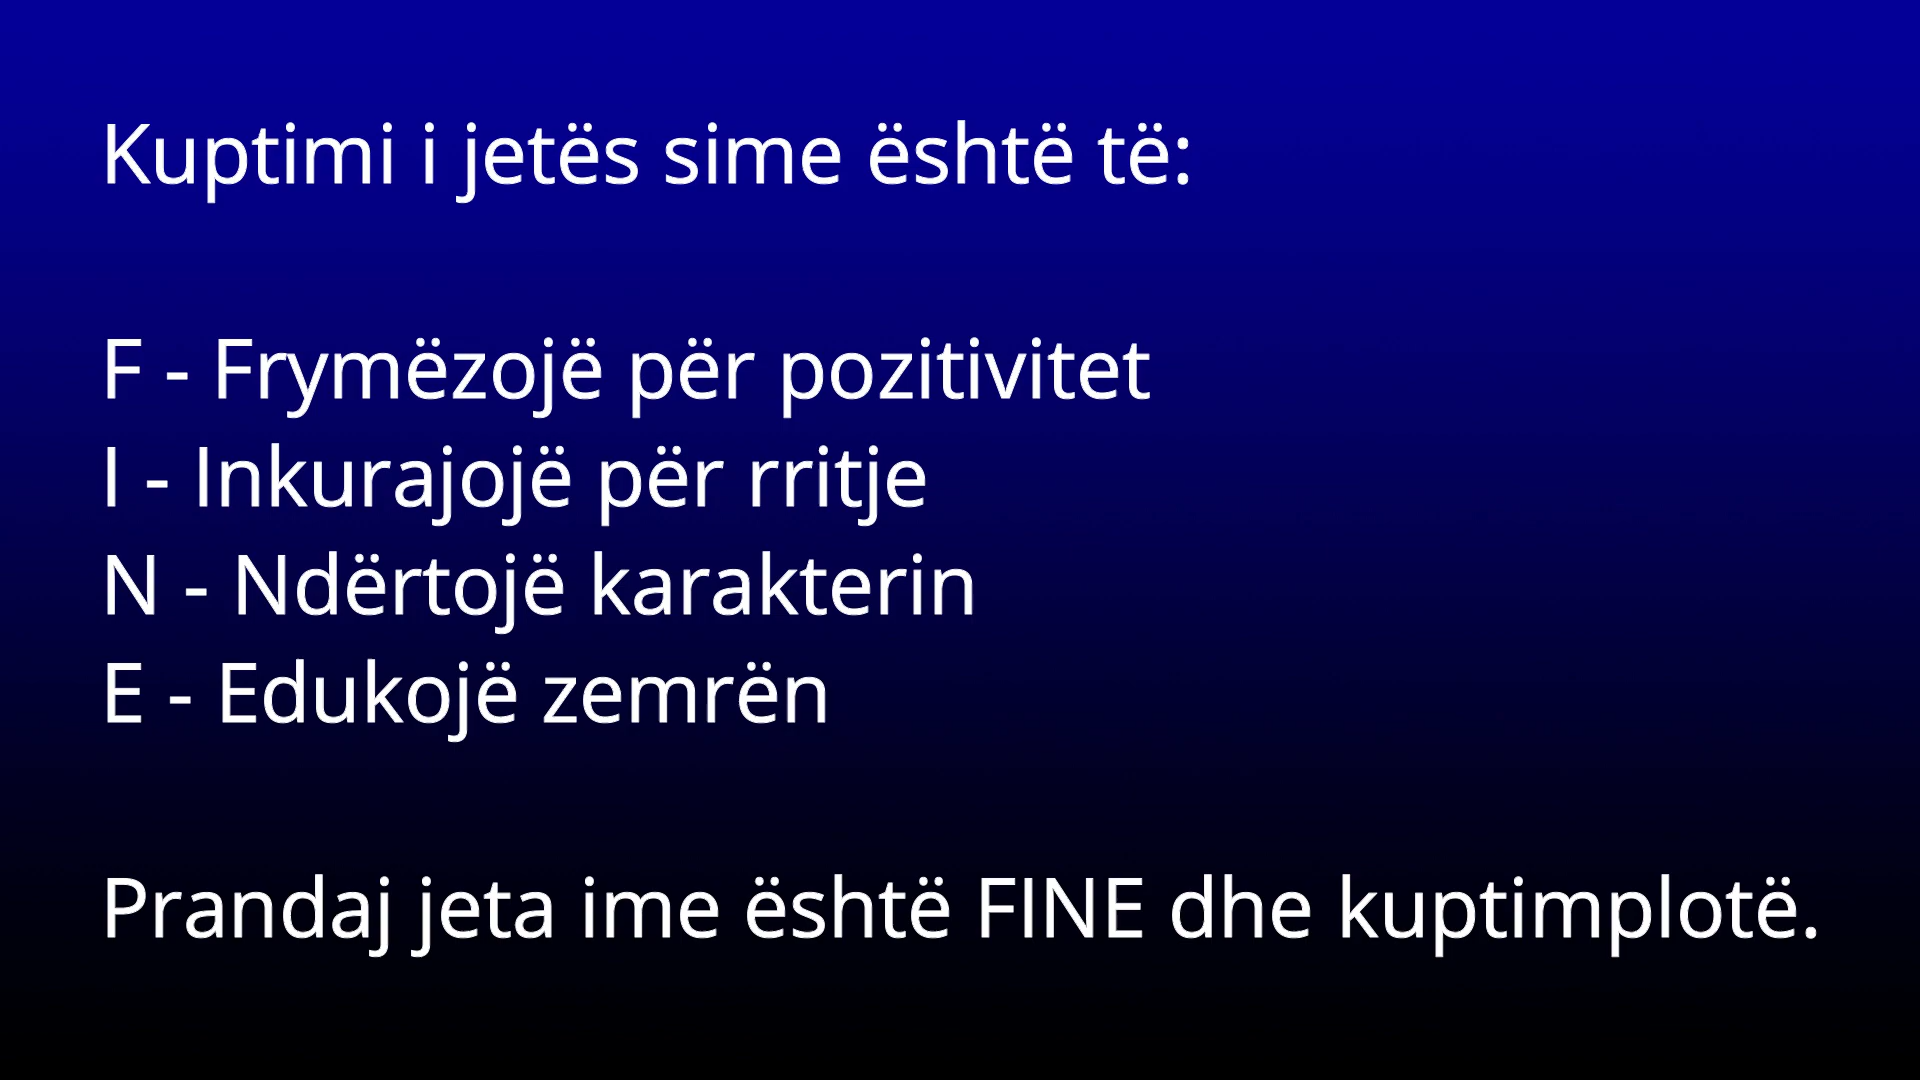 Kuptimi i jetës sime është të:
F - Frymëzojë për pozitivitet
I - Inkurajojë për rritje
N - Ndërtojë karakterin
E - Edukojë zemrën
Prandaj jeta ime është FINE dhe kuptimplotë.